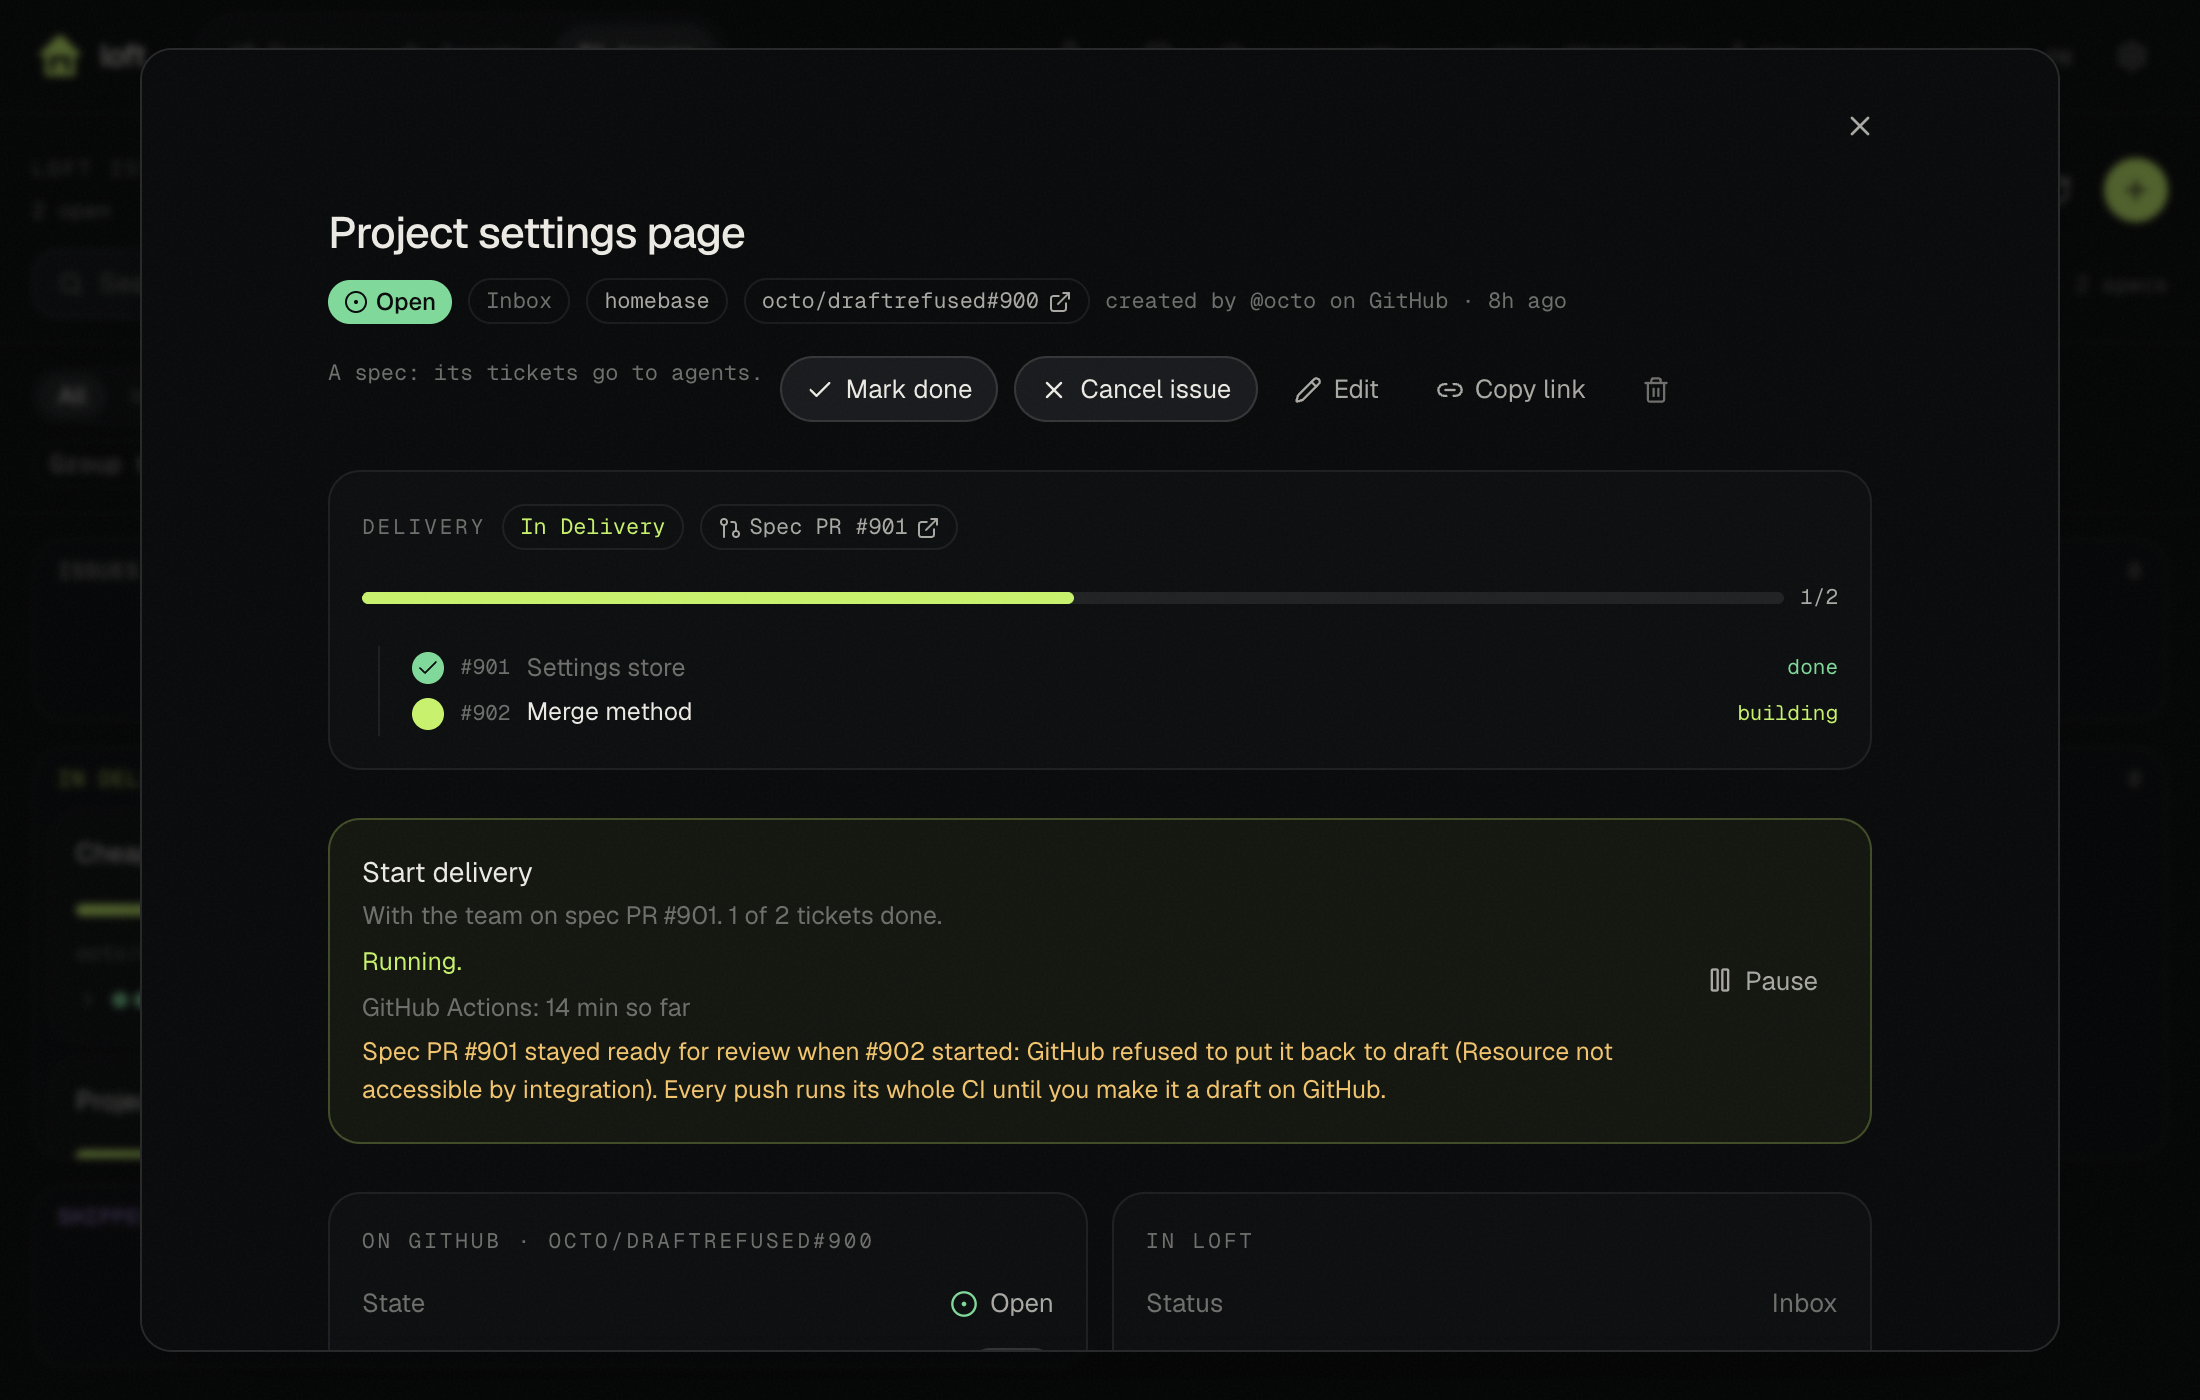 loft
2 open
All
Group
ISSUES
Project settings page
Open Inbox homebase octo/draftrefused#900 created by @octo on GitHub · 8h ago
A spec: its tickets go to agents. Mark done Cancel issue Edit Copy link
DELIVERY In Delivery Spec PR #901
1/2
#901 Settings store done
#902 Merge method building
Start delivery
With the team on spec PR #901. 1 of 2 tickets done.
Running.
GitHub Actions: 14 min so far
Pause
Spec PR #901 stayed ready for review when #902 started: GitHub refused to put it back to draft (Resource not
accessible by integration). Every push runs its whole CI until you make it a draft on GitHub.
ON GITHUB · OCTO/DRAFTREFUSED#900
State Open
IN LOFT
Status Inbox